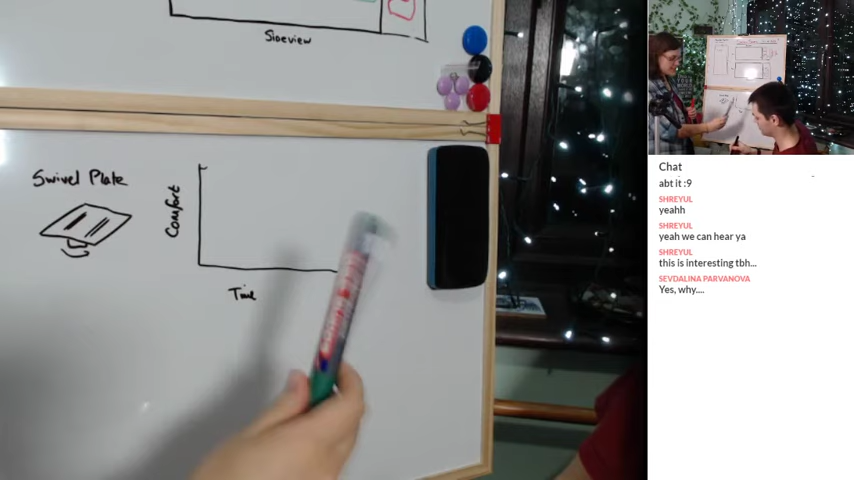 Sideview
Swivel Plate
Comfort
Time
Chat
abt it :9
SHREYUL
yeahh
SHREYUL
yeah we can hear ya
SHREYUL
this is interesting tbh...
SEVDALINA PARVANOVA
Yes, why....